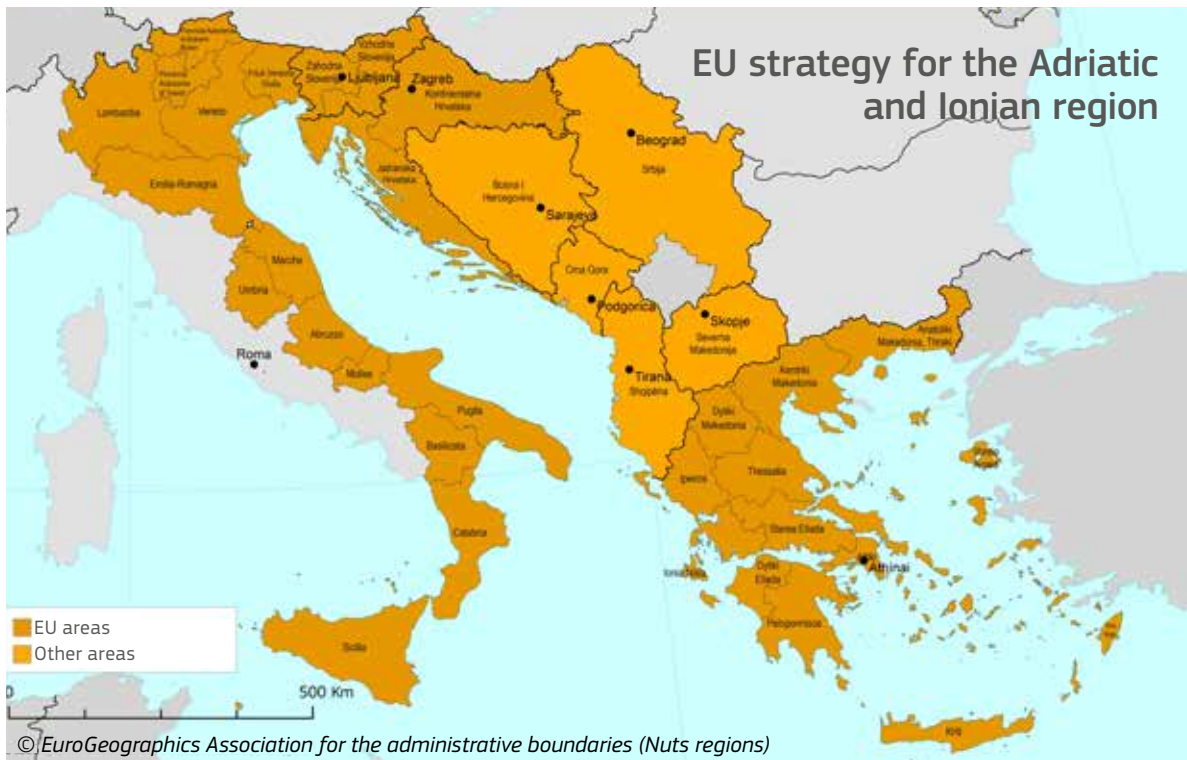 EU strategy for the Adriatic
and Ionian region
Vzhodna
Slovenija
Zahodna
Slovenija
Ljubljana
Zagreb
Kontinentalna
Hrvatska
Lombardia
Veneto
Beograd
Srbija
Emilia-Romagna
Jadranska
Hrvatska
Bosna i
Hercegovina
Sarajevo
Marche
Umbria
Crna Gora
Podgorica
Skopje
Severna
Makedonija
Abruzzo
Roma
Molise
Tirana
Shqipëria
Anatoliki
Makedonia, Thraki
Kentriki
Makedonia
Puglia
Dytiki
Makedonia
Basilicata
Ipeiros
Thessalia
Calabria
Sterea Ellada
Athinai
Dytiki
Ellada
Peloponnisos
Sicilia
Kriti
EU areas
Other areas
0
500 Km
© EuroGeographics Association for the administrative boundaries (Nuts regions)